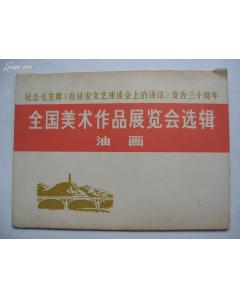 纪念毛主席《在延安文艺座谈会上的讲话》发表三十周年
全国美术作品展览会选辑
油画